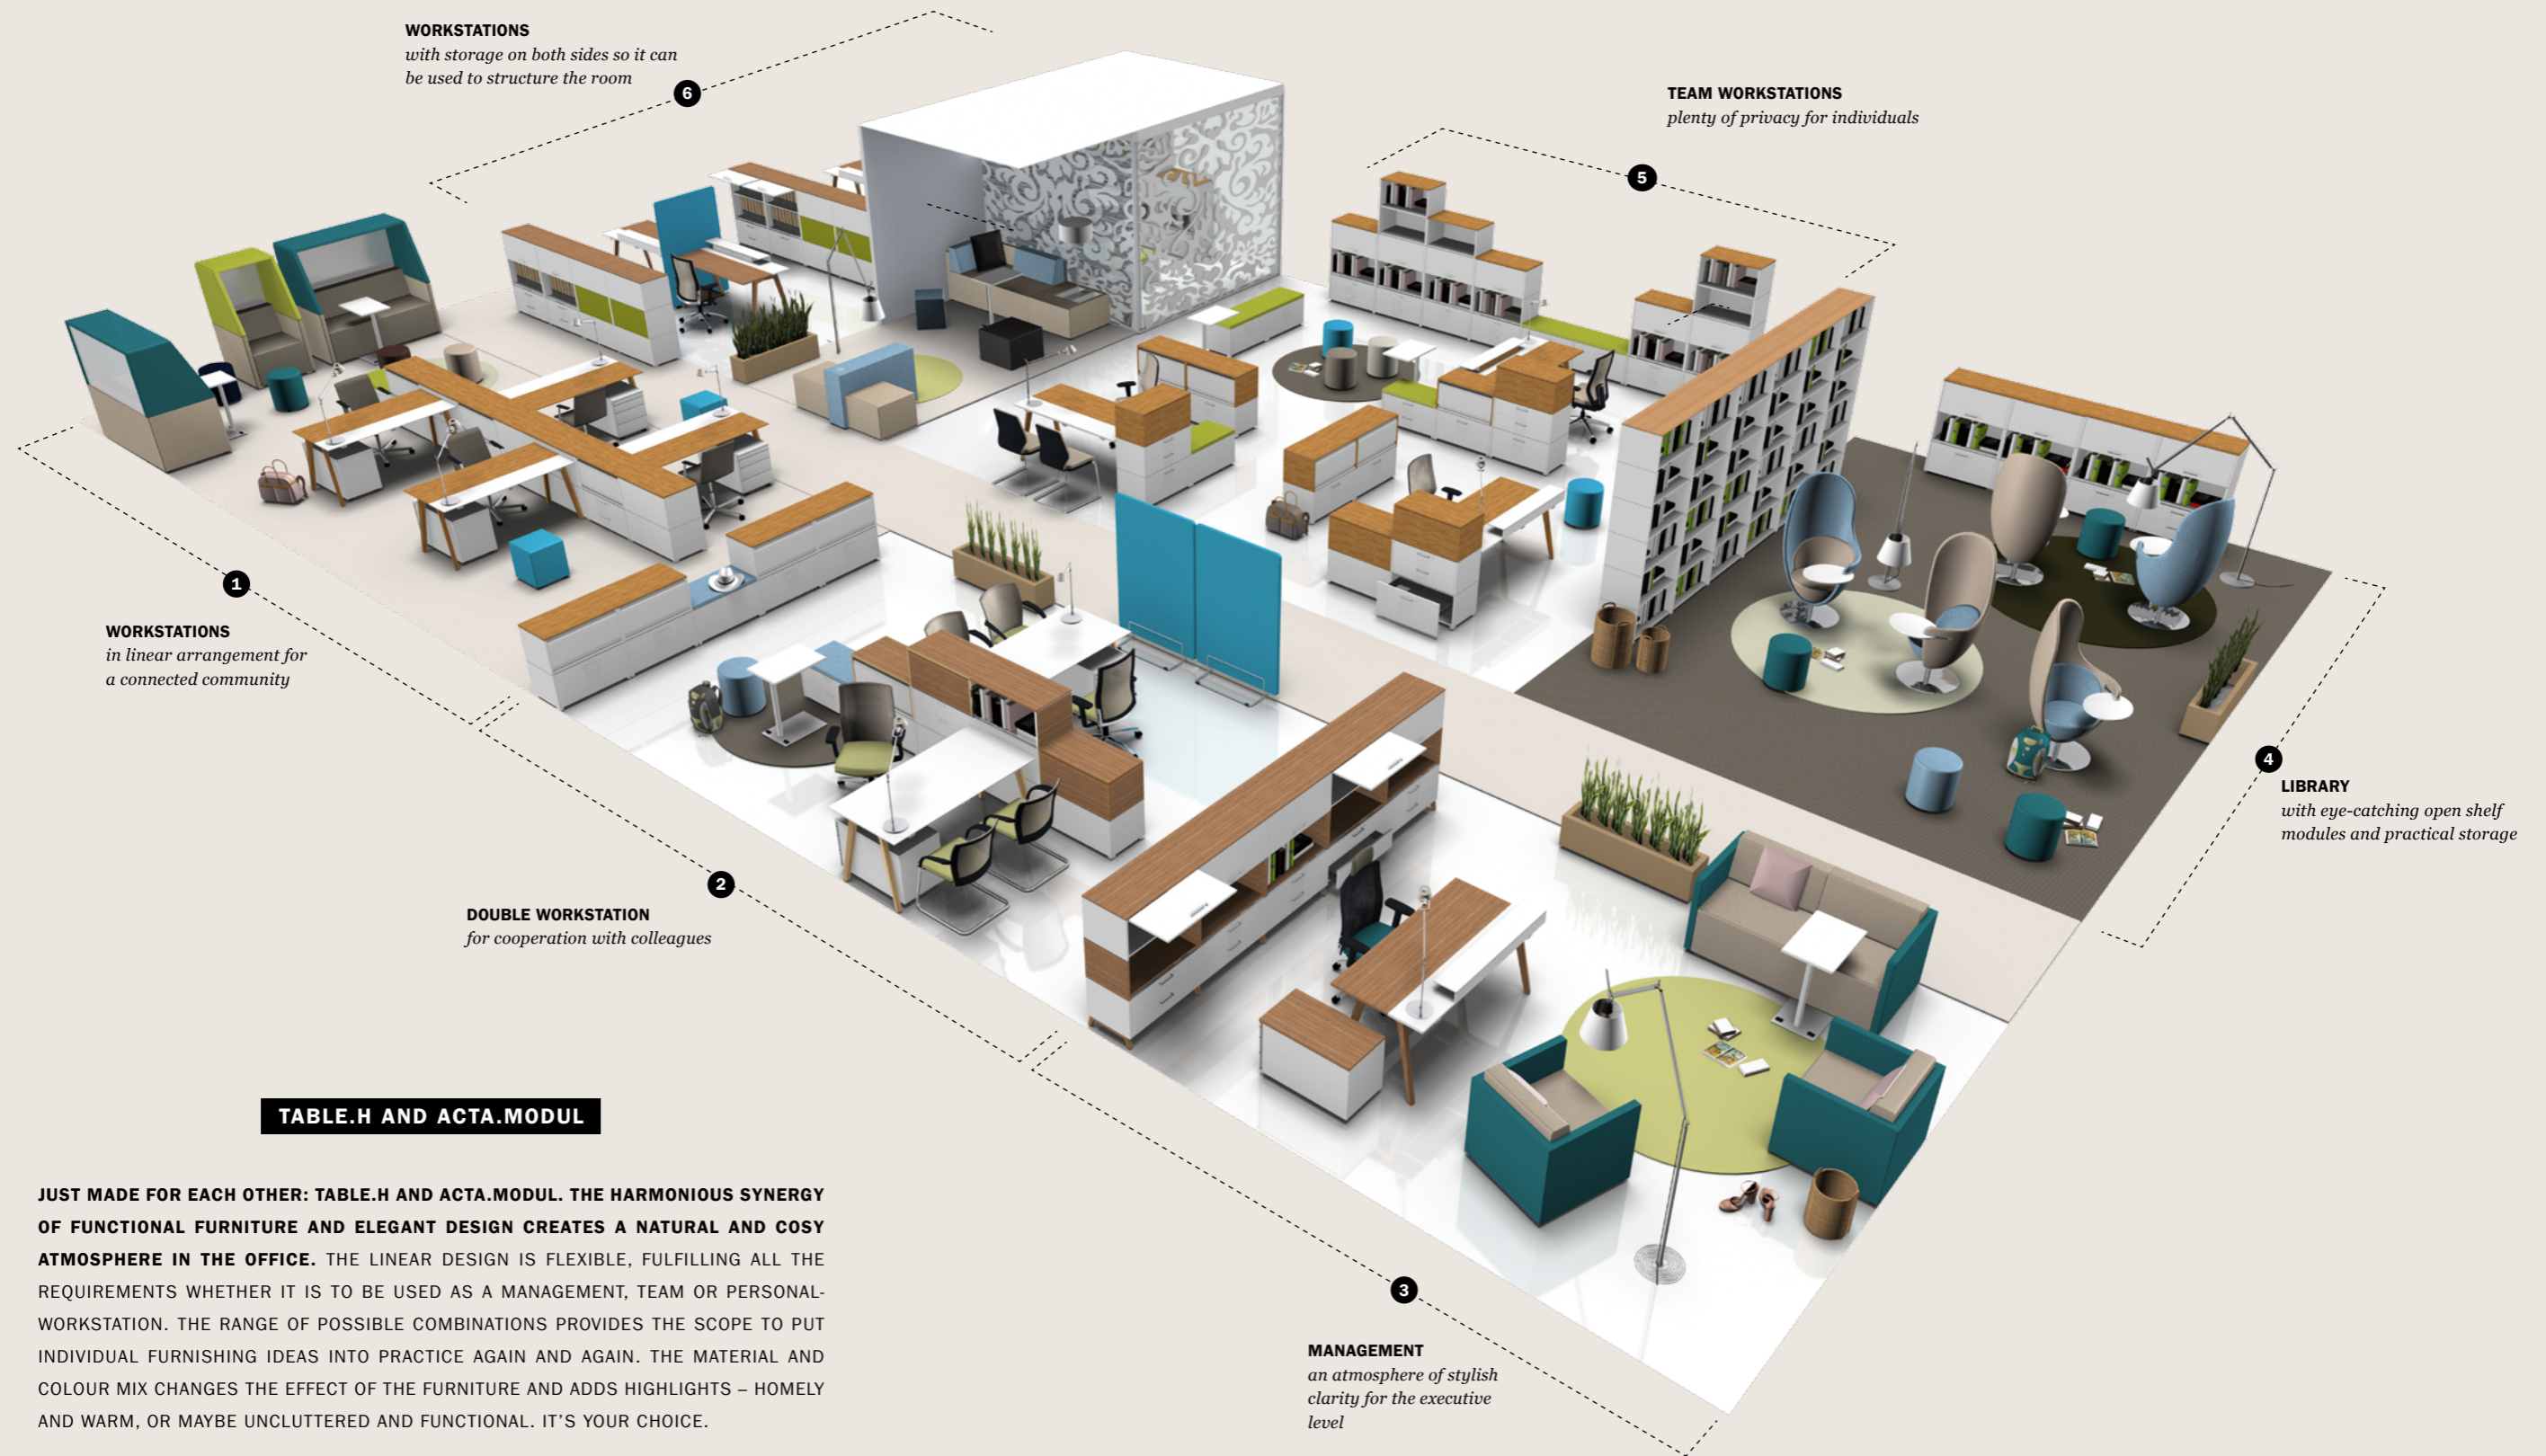 WORKSTATIONS
with storage on both sides so it can
be used to structure the room
6
TEAM WORKSTATIONS
plenty of privacy for individuals
5
1
WORKSTATIONS
in linear arrangement for
a connected community
4
LIBRARY
with eye-catching open shelf
modules and practical storage
2
DOUBLE WORKSTATION
for cooperation with colleagues
3
MANAGEMENT
an atmosphere of stylish
clarity for the executive
level
TABLE.H AND ACTA.MODUL
JUST MADE FOR EACH OTHER: TABLE.H AND ACTA.MODUL. THE HARMONIOUS SYNERGY
OF FUNCTIONAL FURNITURE AND ELEGANT DESIGN CREATES A NATURAL AND COSY
ATMOSPHERE IN THE OFFICE. THE LINEAR DESIGN IS FLEXIBLE, FULFILLING ALL THE
REQUIREMENTS WHETHER IT IS TO BE USED AS A MANAGEMENT, TEAM OR PERSONAL-
WORKSTATION. THE RANGE OF POSSIBLE COMBINATIONS PROVIDES THE SCOPE TO PUT
INDIVIDUAL FURNISHING IDEAS INTO PRACTICE AGAIN AND AGAIN. THE MATERIAL AND
COLOUR MIX CHANGES THE EFFECT OF THE FURNITURE AND ADDS HIGHLIGHTS – HOMELY
AND WARM, OR MAYBE UNCLUTTERED AND FUNCTIONAL. IT'S YOUR CHOICE.